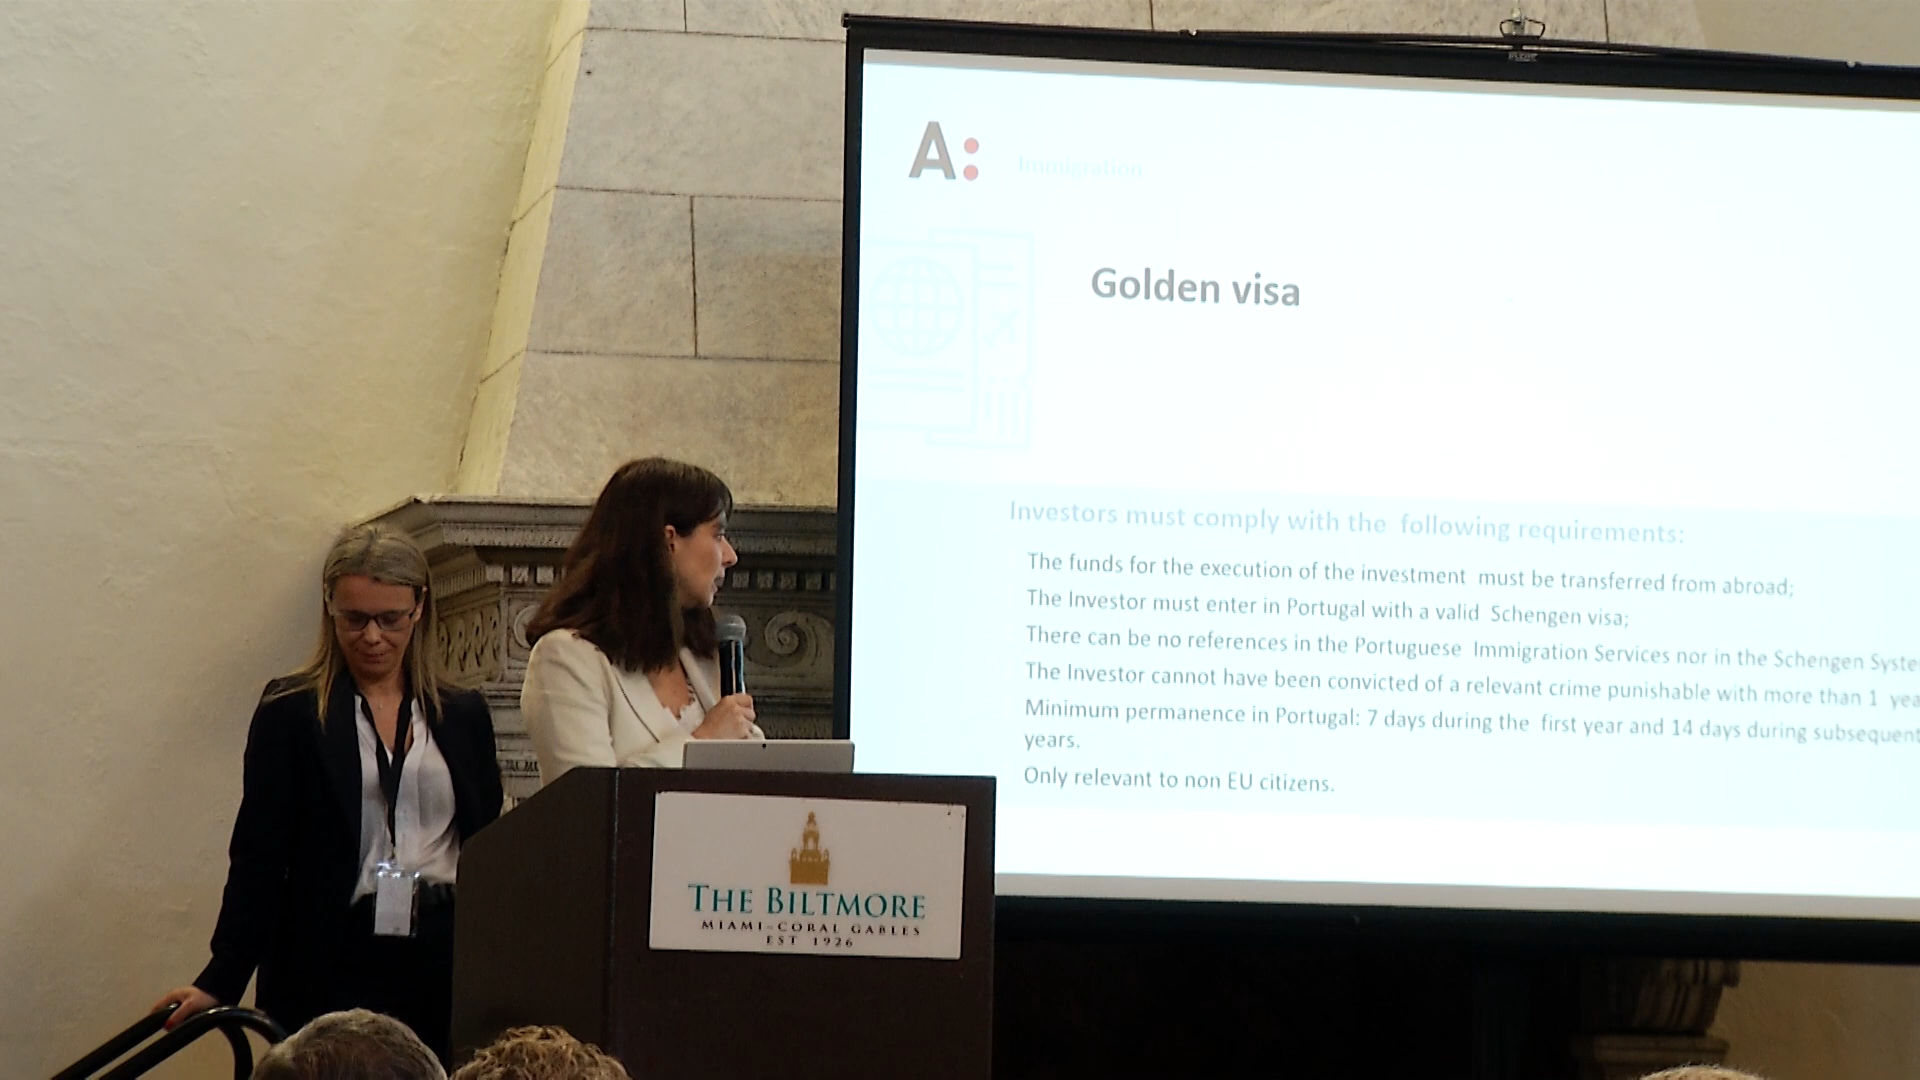 A:
Immigration
Golden visa
Investors must comply with the following requirements:
The funds for the execution of the investment must be transferred from abroad;
The Investor must enter in Portugal with a valid Schengen visa;
There can be no references in the Portuguese Immigration Services nor in the Schengen Syste
The Investor cannot have been convicted of a relevant crime punishable with more than 1 yea
Minimum permanence in Portugal: 7 days during the first year and 14 days during subsequent
years.
Only relevant to non EU citizens.
THE BILTMORE
MIAMI-CORAL GABLES
EST 1926